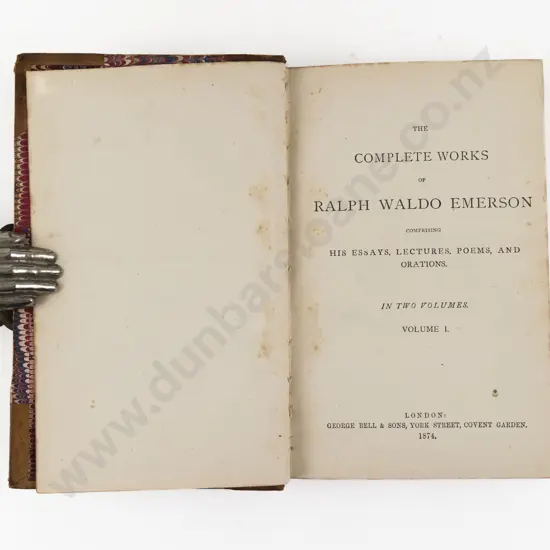 THE
COMPLETE WORKS
OF
RALPH WALDO EMERSON
COMPRISING
HIS ESSAYS, LECTURES, POEMS, AND
ORATIONS.
IN TWO VOLUMES.
VOLUME I.
LONDON:
GEORGE BELL & SONS, YORK STREET, COVENT GARDEN,
1874.
www.dunbarsloane.co.nz